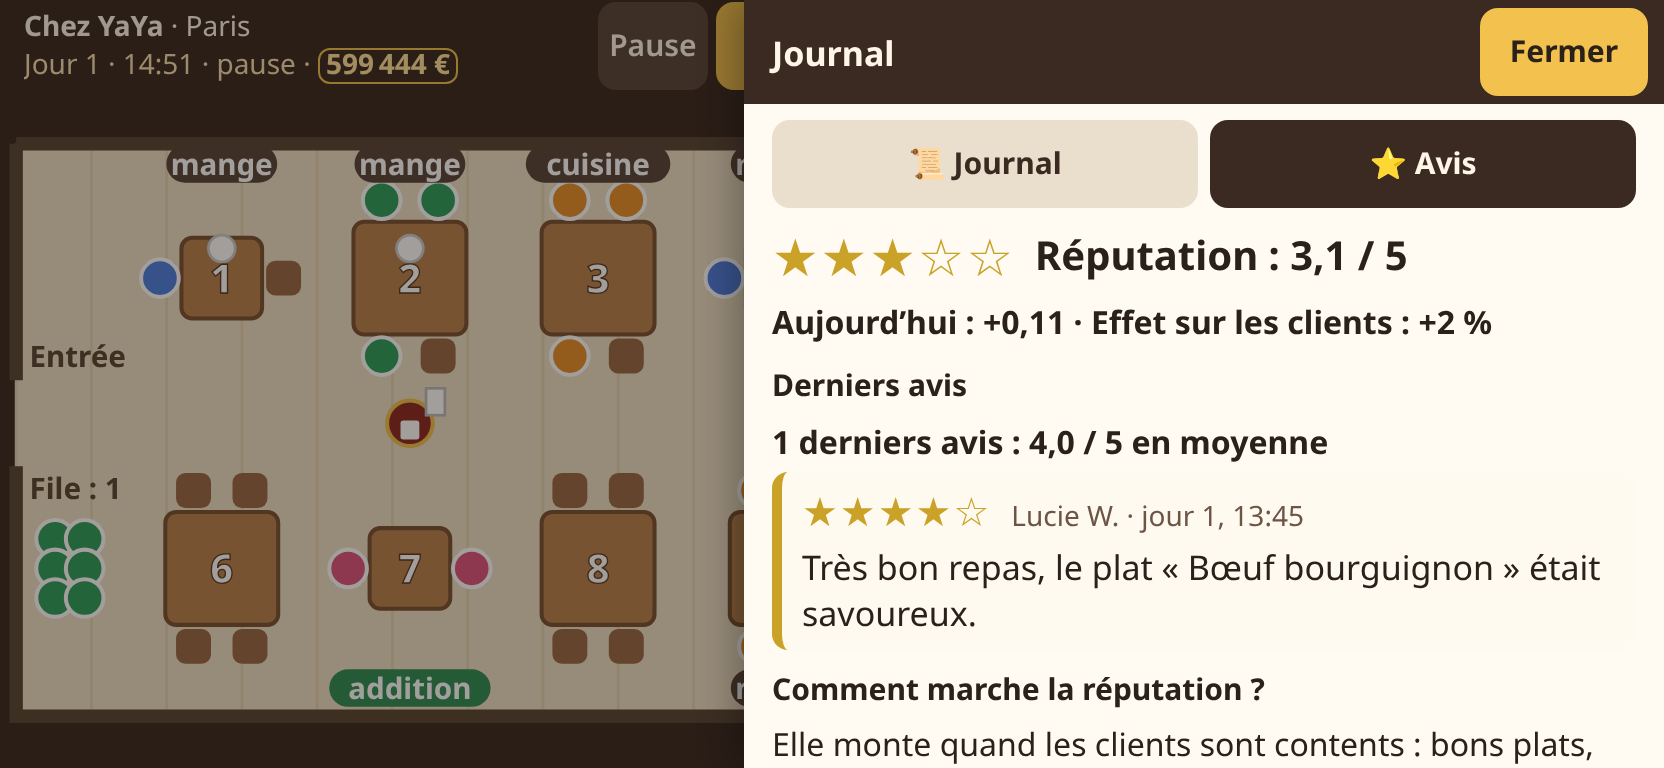 Chez YaYa · Paris
Jour 1 · 14:51 · pause · 599 444 €
Pause
mange
mange
cuisine
1
2
3
Entrée
File : 1
6
7
8
addition
Journal
Fermer
📜 Journal
⭐ Avis
★★★☆☆ Réputation : 3,1 / 5
Aujourd’hui : +0,11 · Effet sur les clients : +2 %
Derniers avis
1 derniers avis : 4,0 / 5 en moyenne
★★★★☆ Lucie W. · jour 1, 13:45
Très bon repas, le plat « Bœuf bourguignon » était
savoureux.
Comment marche la réputation ?
Elle monte quand les clients sont contents : bons plats,